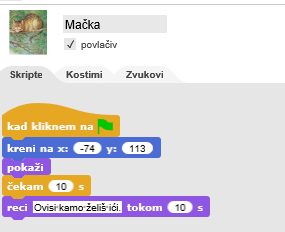 Mačka
povlačiv
Skripte Kostimi Zvukovi
kad kliknem na
kreni na x: -74 y: 113
pokaži
čekam 10 s
reci Ovisi kamo želiš ići. tokom 10 s